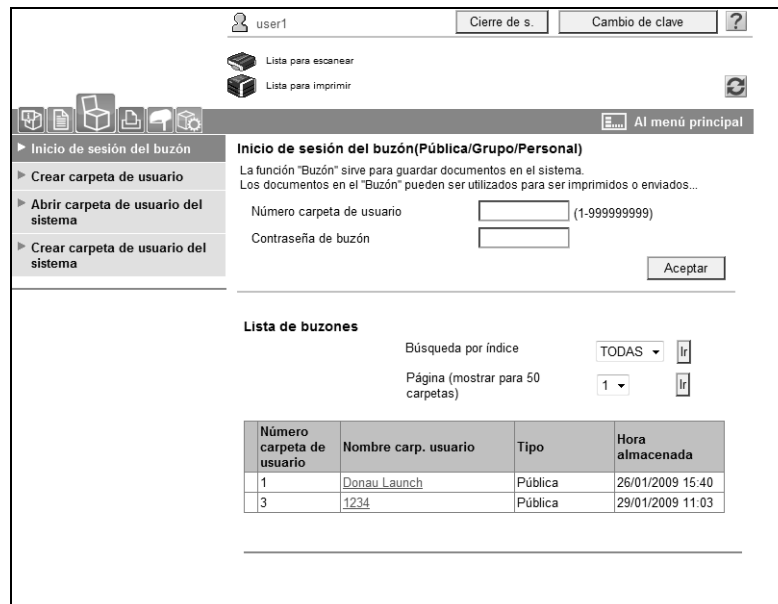 user1
Cierre de s.
Cambio de clave
?
Lista para escanear
Lista para imprimir
Al menú principal
Inicio de sesión del buzón
Crear carpeta de usuario
Abrir carpeta de usuario del
sistema
Crear carpeta de usuario del
sistema
Inicio de sesión del buzón(Pública/Grupo/Personal)
La función "Buzón" sirve para guardar documentos en el sistema.
Los documentos en el "Buzón" pueden ser utilizados para ser imprimidos o enviados...
Número carpeta de usuario (1-999999999)
Contraseña de buzón
Aceptar
Lista de buzones
Búsqueda por índice TODAS Ir
Página (mostrar para 50
carpetas) 1 Ir
Número
carpeta de
usuario
Nombre carp. usuario
Tipo
Hora
almacenada
1 Donau Launch Pública 26/01/2009 15:40
3 1234 Pública 29/01/2009 11:03